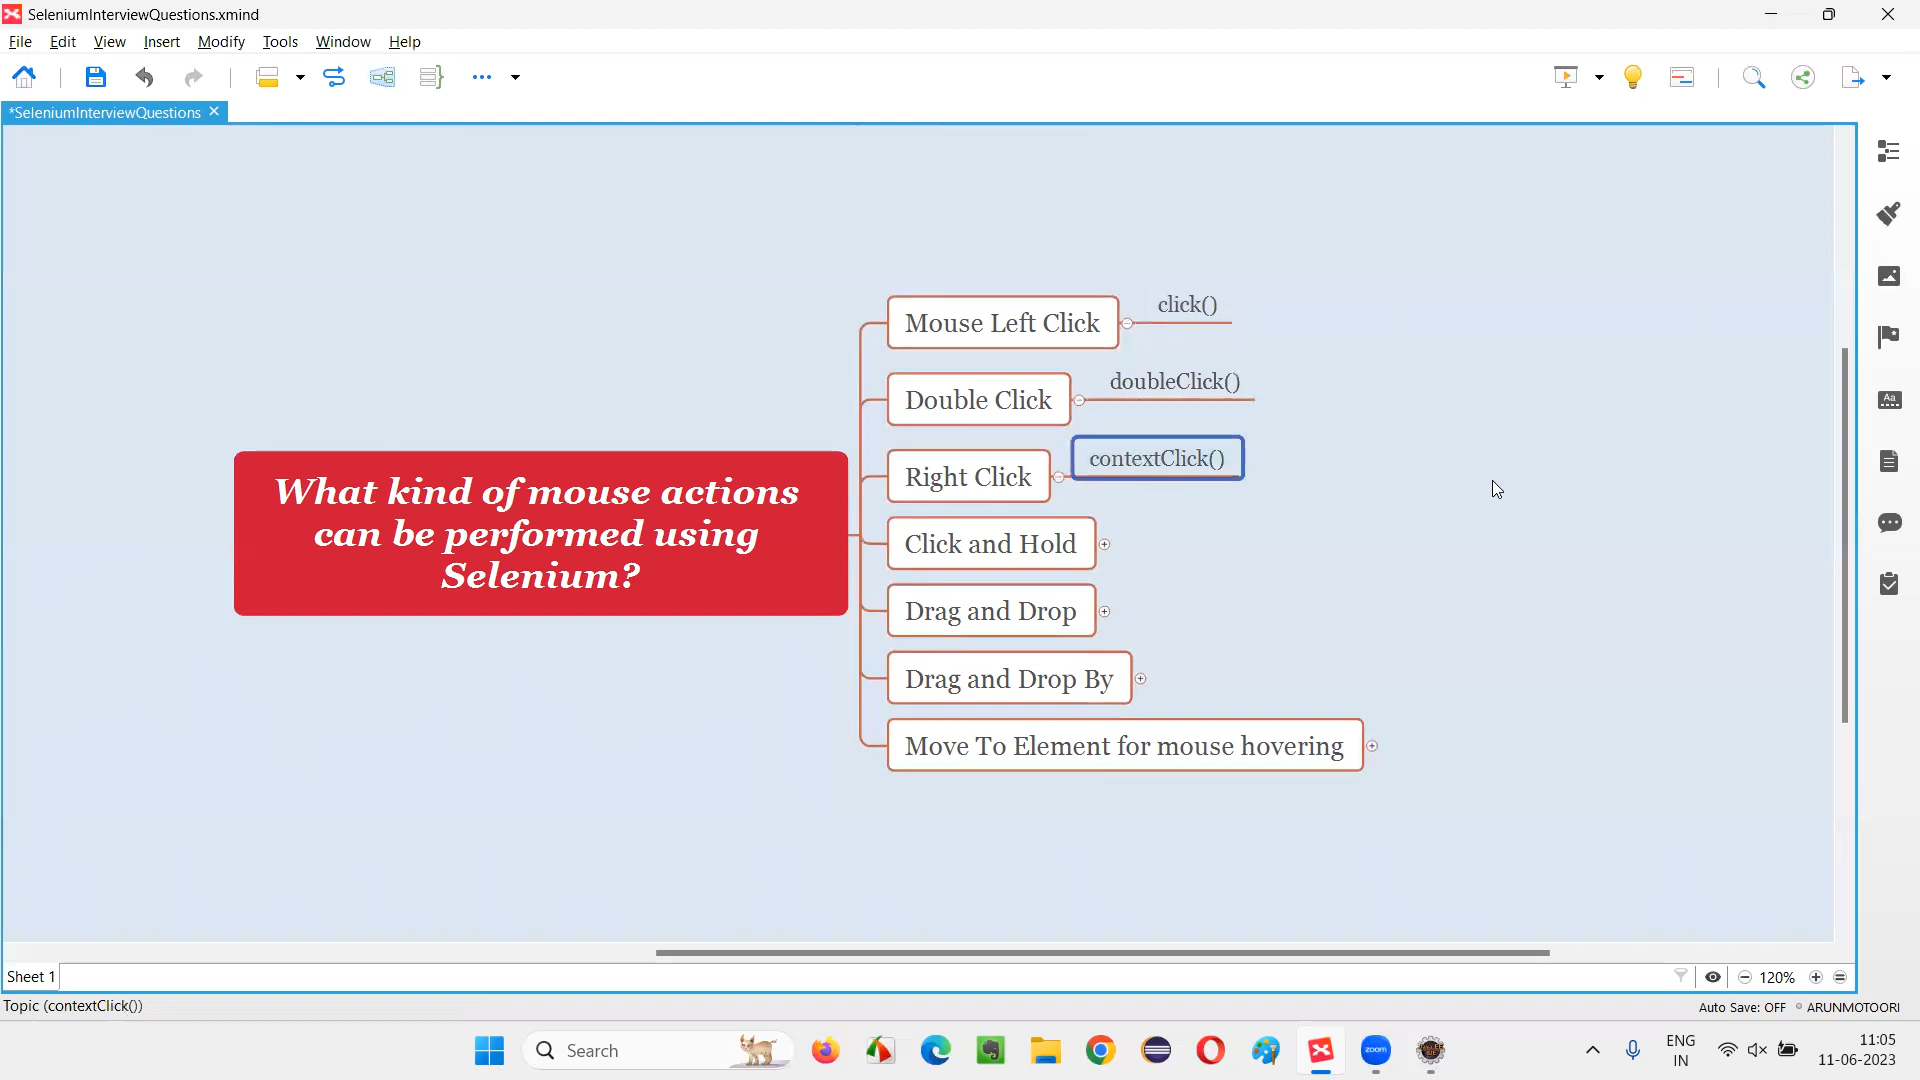 SeleniumInterviewQuestions.xmind
File Edit View Insert Modify Tools Window Help
*SeleniumInterviewQuestions
Mouse Left Click
click()
Double Click
doubleClick()
Right Click
contextClick()
What kind of mouse actions
can be performed using
Selenium?
Click and Hold
Drag and Drop
Drag and Drop By
Move To Element for mouse hovering
Aa
Sheet 1
120%
Topic (contextClick())
Auto Save: OFF
ARUNMOTOORI
Search
zoom
ENG
IN
11:05
11-06-2023